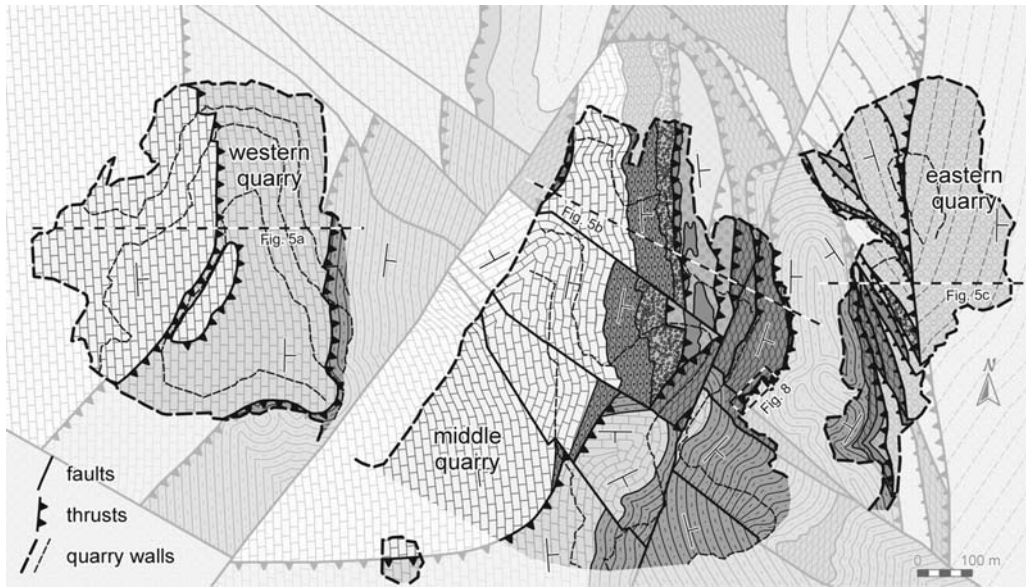 western
quarry
Fig. 5a
Fig. 5b
eastern
quarry
Fig. 5c
Fig. 8
middle
quarry
N
faults
thrusts
quarry walls
0 100 m